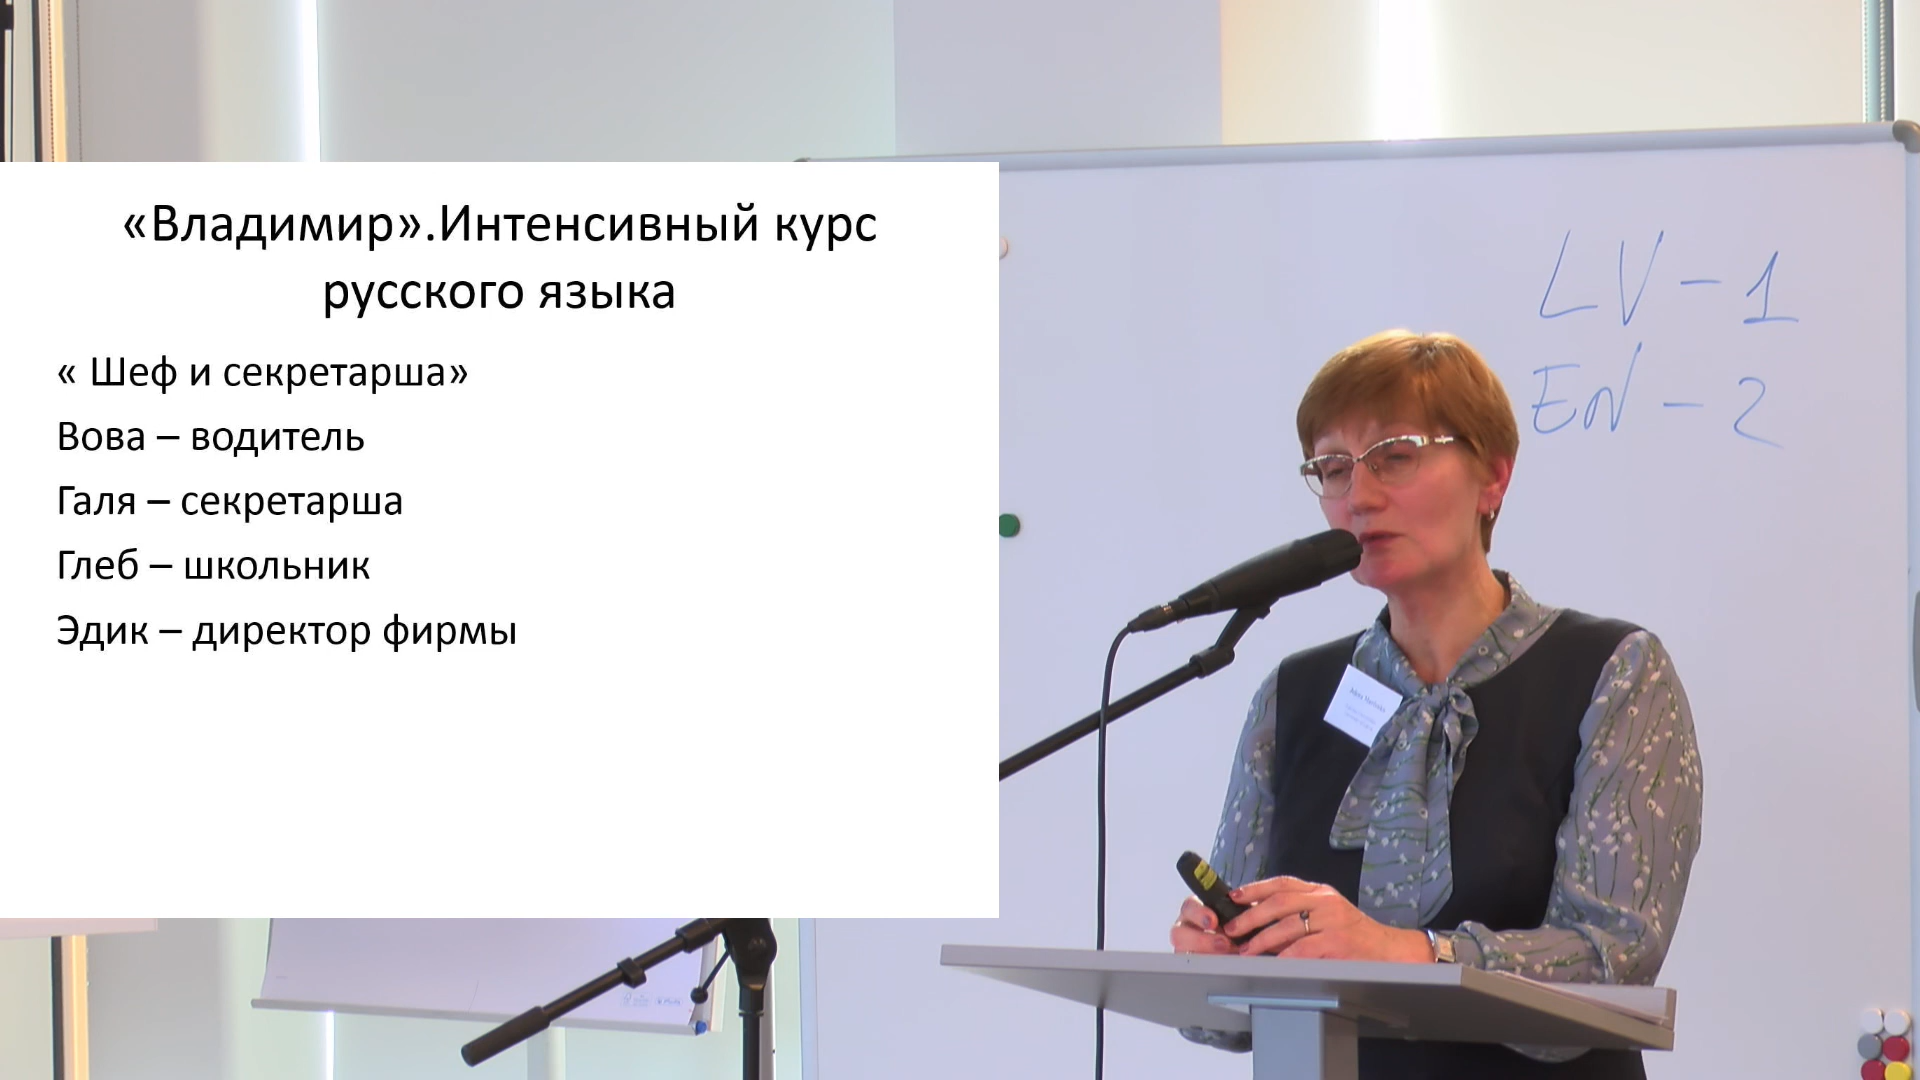 «Владимир».Интенсивный курс
русского языка
« Шеф и секретарша»
Вова – водитель
Галя – секретарша
Глеб – школьник
Эдик – директор фирмы
LV - 1
EN - 2